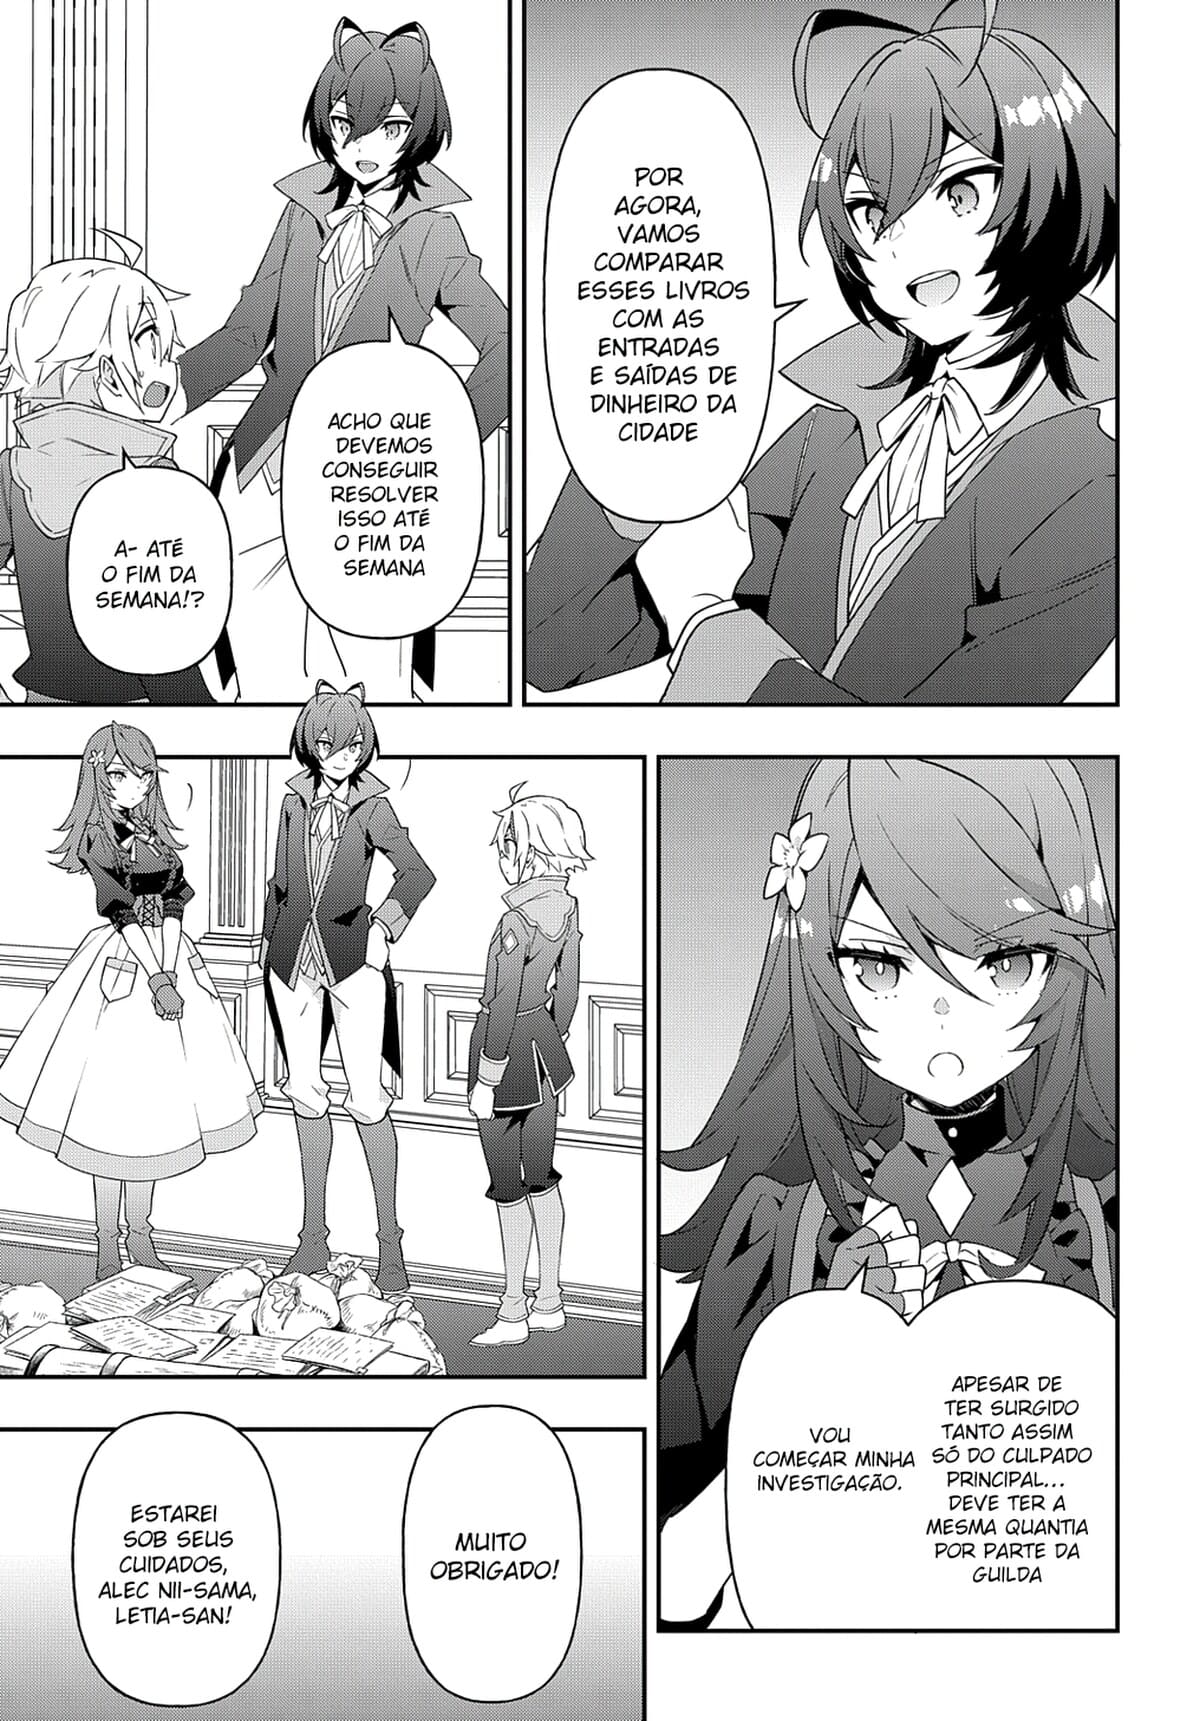 POR
AGORA,
VAMOS
COMPARAR
ESSES LIVROS
COM AS
ENTRADAS
E SAÍDAS DE
DINHEIRO DA
CIDADE
ACHO QUE
DEVEMOS
CONSEGUIR
RESOLVER
ISSO ATÉ
O FIM DA
SEMANA
A- ATÉ
O FIM DA
SEMANA!?
APESAR DE
TER SURGIDO
TANTO ASSIM
SÓ DO CULPADO
PRINCIPAL...
DEVE TER A
MESMA QUANTIA
POR PARTE DA
GUILDA
VOU
COMEÇAR MINHA
INVESTIGAÇÃO.
MUITO
OBRIGADO!
ESTAREI
SOB SEUS
CUIDADOS,
ALEC NII-SAMA,
LETIA-SAN!